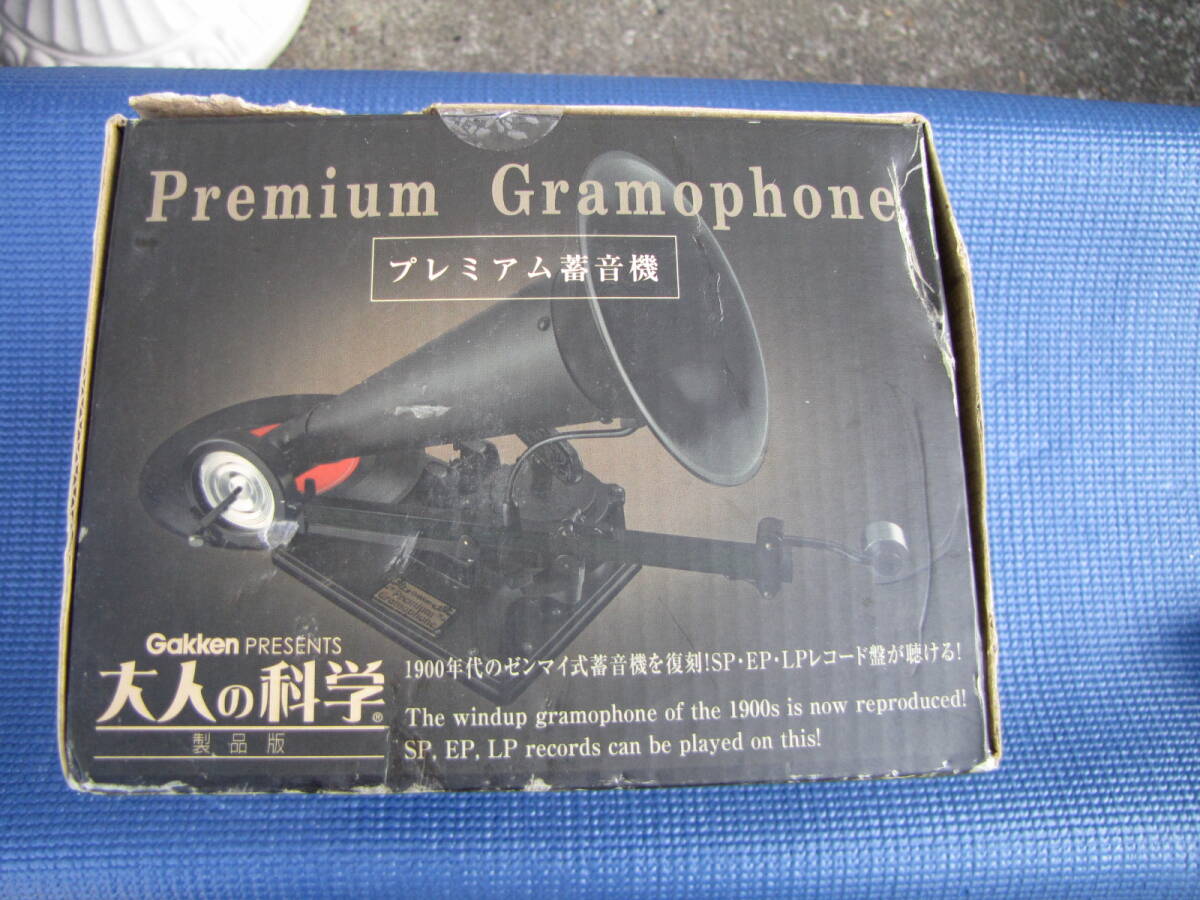 Premium Gramophone
プレミアム蓄音機
Premium
Gramophone
Gakken PRESENTS
大人の科学®
製品版
1900年代のゼンマイ式蓄音機を復刻!SP・EP・LPレコード盤が聴ける!
The windup gramophone of the 1900s is now reproduced!
SP, EP, LP records can be played on this!